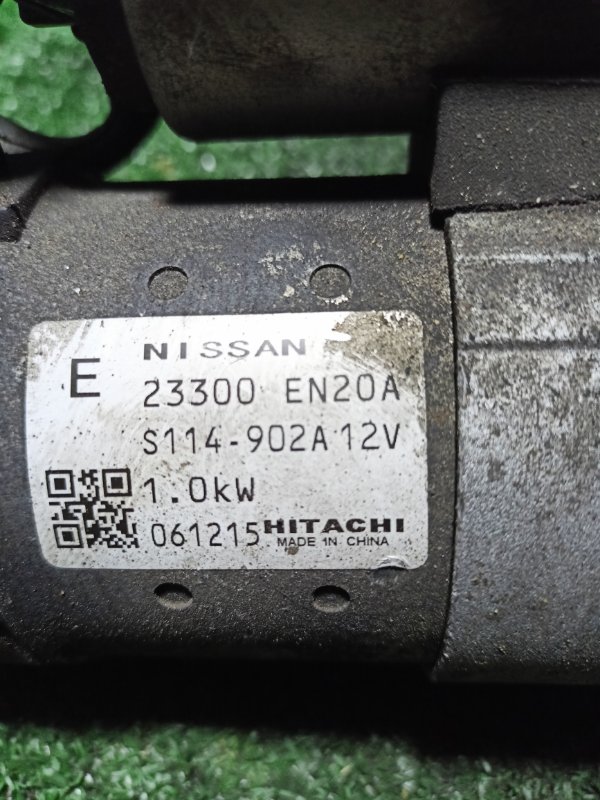 NISSAN
E 23300 EN20A
S114-902A 12V
1.0kW
061215 HITACHI
MADE IN CHINA